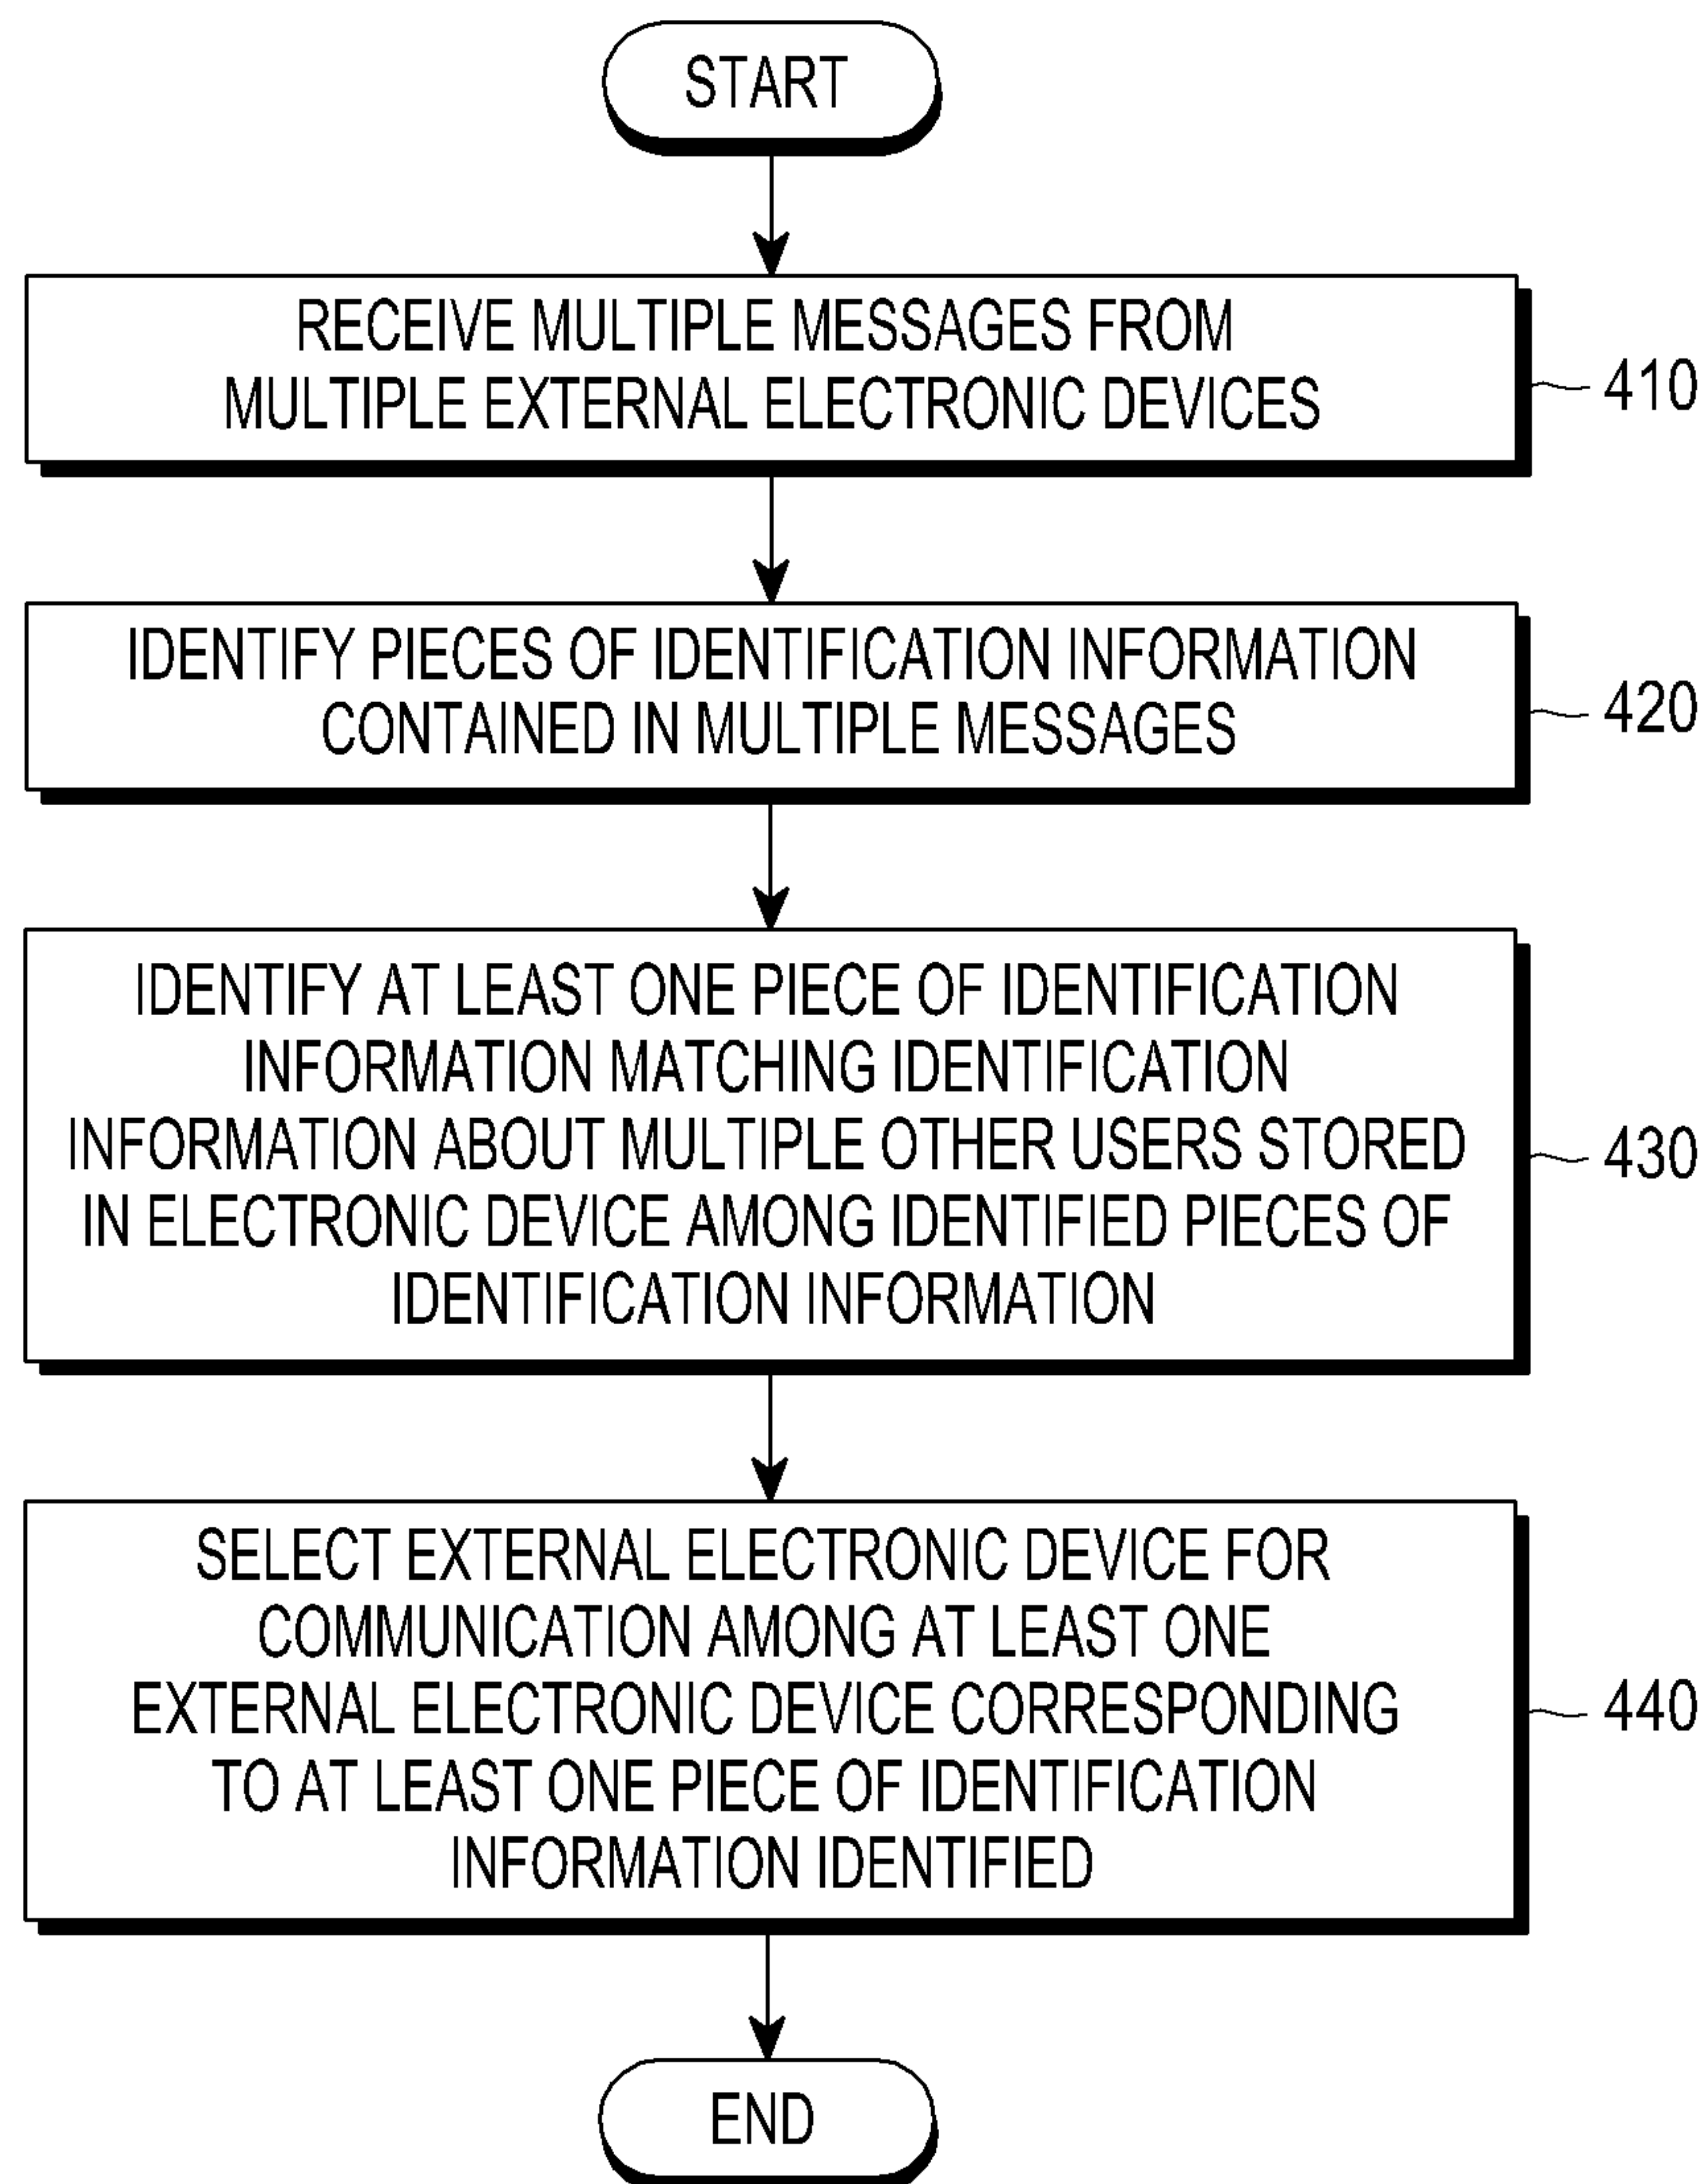 START
RECEIVE MULTIPLE MESSAGES FROM
MULTIPLE EXTERNAL ELECTRONIC DEVICES
410
IDENTIFY PIECES OF IDENTIFICATION INFORMATION
CONTAINED IN MULTIPLE MESSAGES
420
IDENTIFY AT LEAST ONE PIECE OF IDENTIFICATION
INFORMATION MATCHING IDENTIFICATION
INFORMATION ABOUT MULTIPLE OTHER USERS STORED
IN ELECTRONIC DEVICE AMONG IDENTIFIED PIECES OF
IDENTIFICATION INFORMATION
430
SELECT EXTERNAL ELECTRONIC DEVICE FOR
COMMUNICATION AMONG AT LEAST ONE
EXTERNAL ELECTRONIC DEVICE CORRESPONDING
TO AT LEAST ONE PIECE OF IDENTIFICATION
INFORMATION IDENTIFIED
440
END